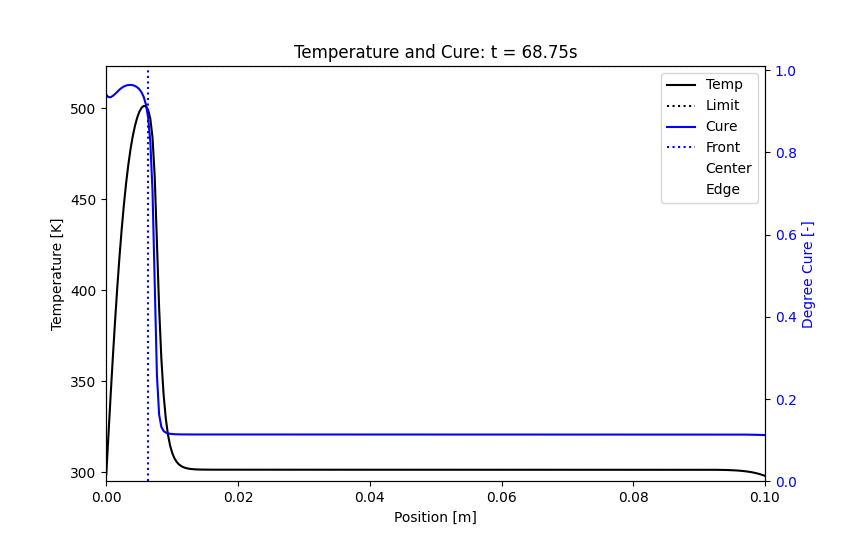 Temperature and Cure: t = 68.75s
Temp
Limit
Cure
Front
Center
Edge
500
450
400
350
300
Temperature [K]
1.0
0.8
0.6
0.4
0.2
0.0
Degree Cure [-]
0.00
0.02
0.04
0.06
0.08
0.10
Position [m]